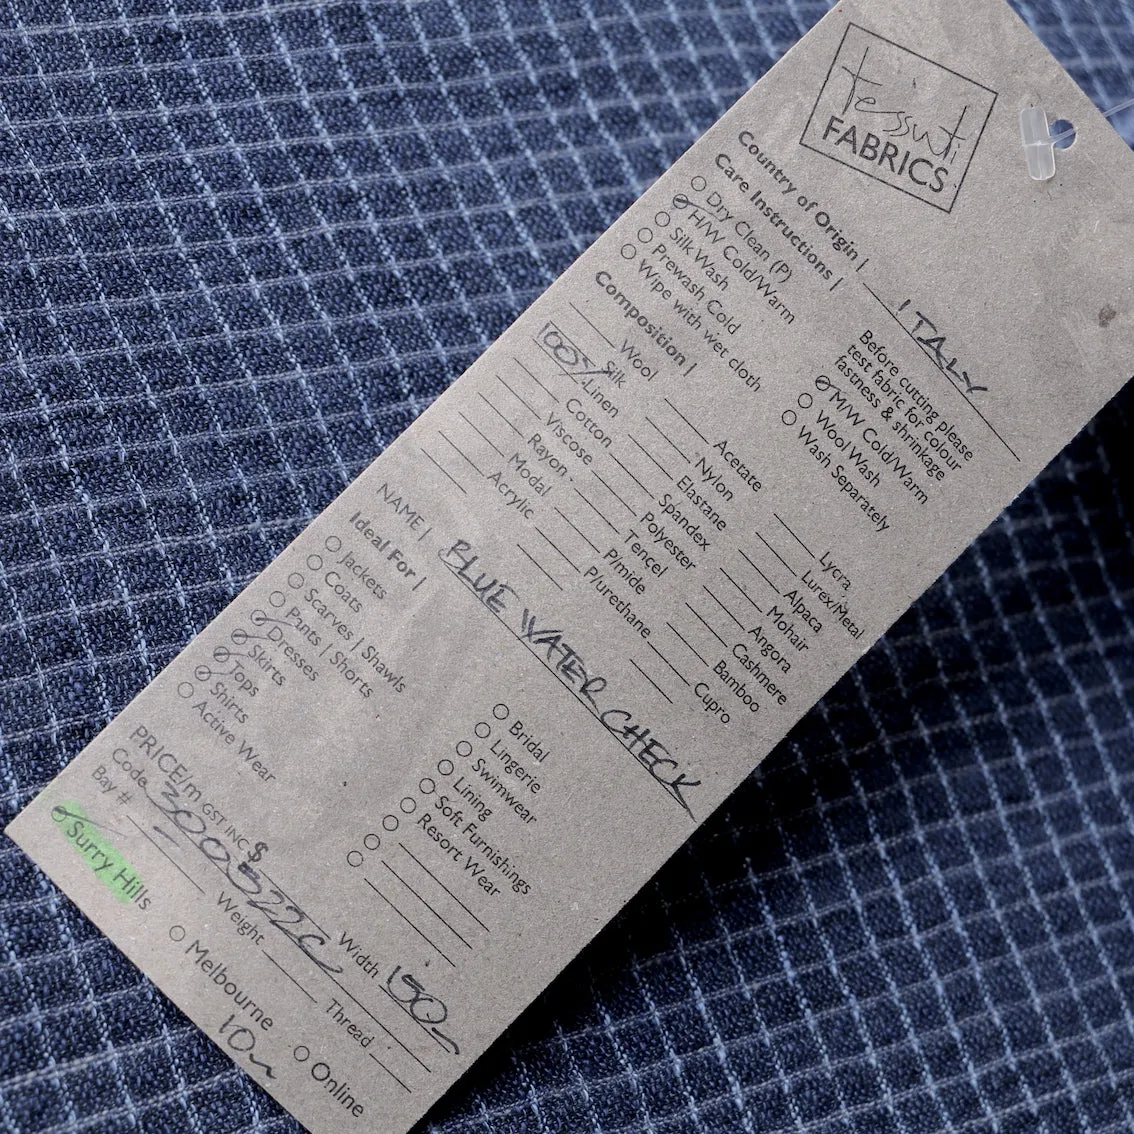 tessuti
FABRICS
Country of Origin | ITALY
Care Instructions |
Dry Clean (P)
H/W Cold/Warm
Silk Wash
Prewash Cold
Wipe with wet cloth
Before cutting please
test fabric for colour
fastness & shrinkage
M/W Cold/Warm
Wool Wash
Wash Separately
Composition |
Wool
Silk
100% Linen
Cotton
Viscose
Rayon
Modal
Acrylic
Acetate
Nylon
Elastane
Spandex
Polyester
Tencel
P/mide
P/urethane
Lycra
Lurex/Metal
Alpaca
Mohair
Angora
Cashmere
Bamboo
Cupro
NAME | BLUE WATER CHECK
Ideal For |
Jackets
Coats
Scarves | Shawls
Pants | Shorts
Dresses
Skirts
Tops
Shirts
Active Wear
Bridal
Lingerie
Swimwear
Lining
Soft Furnishings
Resort Wear
PRICE/m GST INC $
Code Width 150
Bay # Weight Thread
Surry Hills Melbourne Online